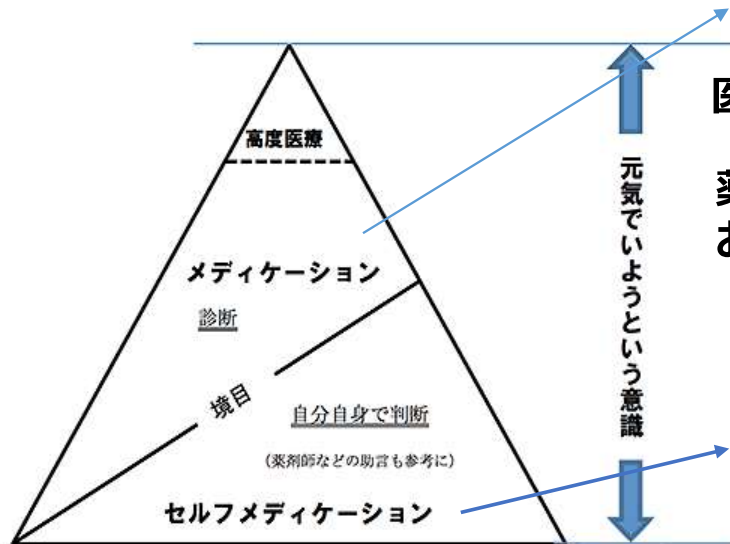 高度医療
メディケーション
診断
境目
自分自身で判断
(薬剤師などの助言も参考に)
セルフメディケーション
元気でいようという意識
医
薬
お